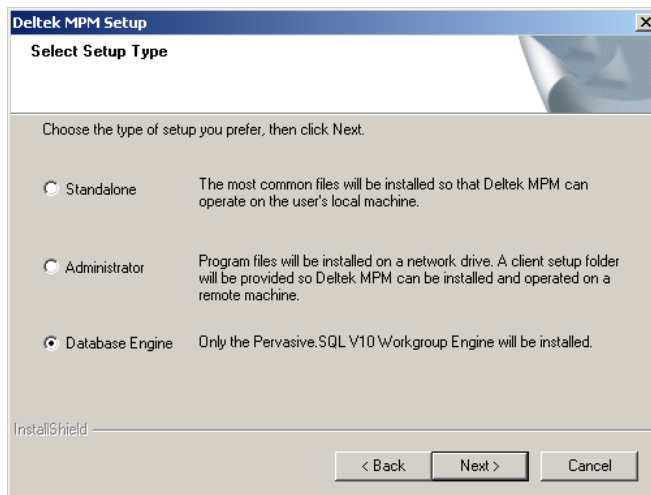 Deltek MPM Setup
Select Setup Type
Choose the type of setup you prefer, then click Next.
Standalone
The most common files will be installed so that Deltek MPM can
operate on the user's local machine.
Administrator
Program files will be installed on a network drive. A client setup folder
will be provided so Deltek MPM can be installed and operated on a
remote machine.
Database Engine
Only the Pervasive.SQL V10 Workgroup Engine will be installed.
InstallShield
< Back
Next >
Cancel